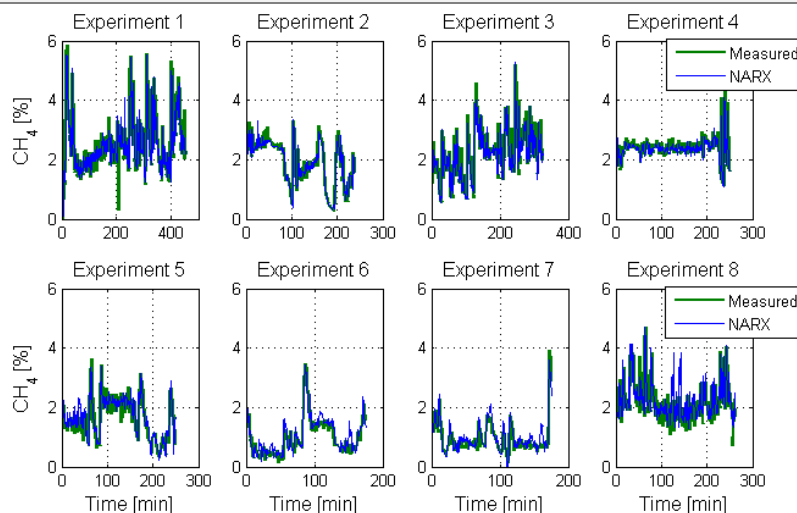 Experiment 1
Experiment 2
Experiment 3
Experiment 4
CH4 [%]
6
4
2
0
0 200 400
6
4
2
0
0 100 200 300
6
4
2
0
0 200 400
6
4
2
0
0 100 200 300
Measured
NARX
Experiment 5
Experiment 6
Experiment 7
Experiment 8
CH4 [%]
6
4
2
0
0 100 200 300
Time [min]
6
4
2
0
0 100 200
Time [min]
6
4
2
0
0 100 200
Time [min]
6
4
2
0
0 100 200 300
Time [min]
Measured
NARX